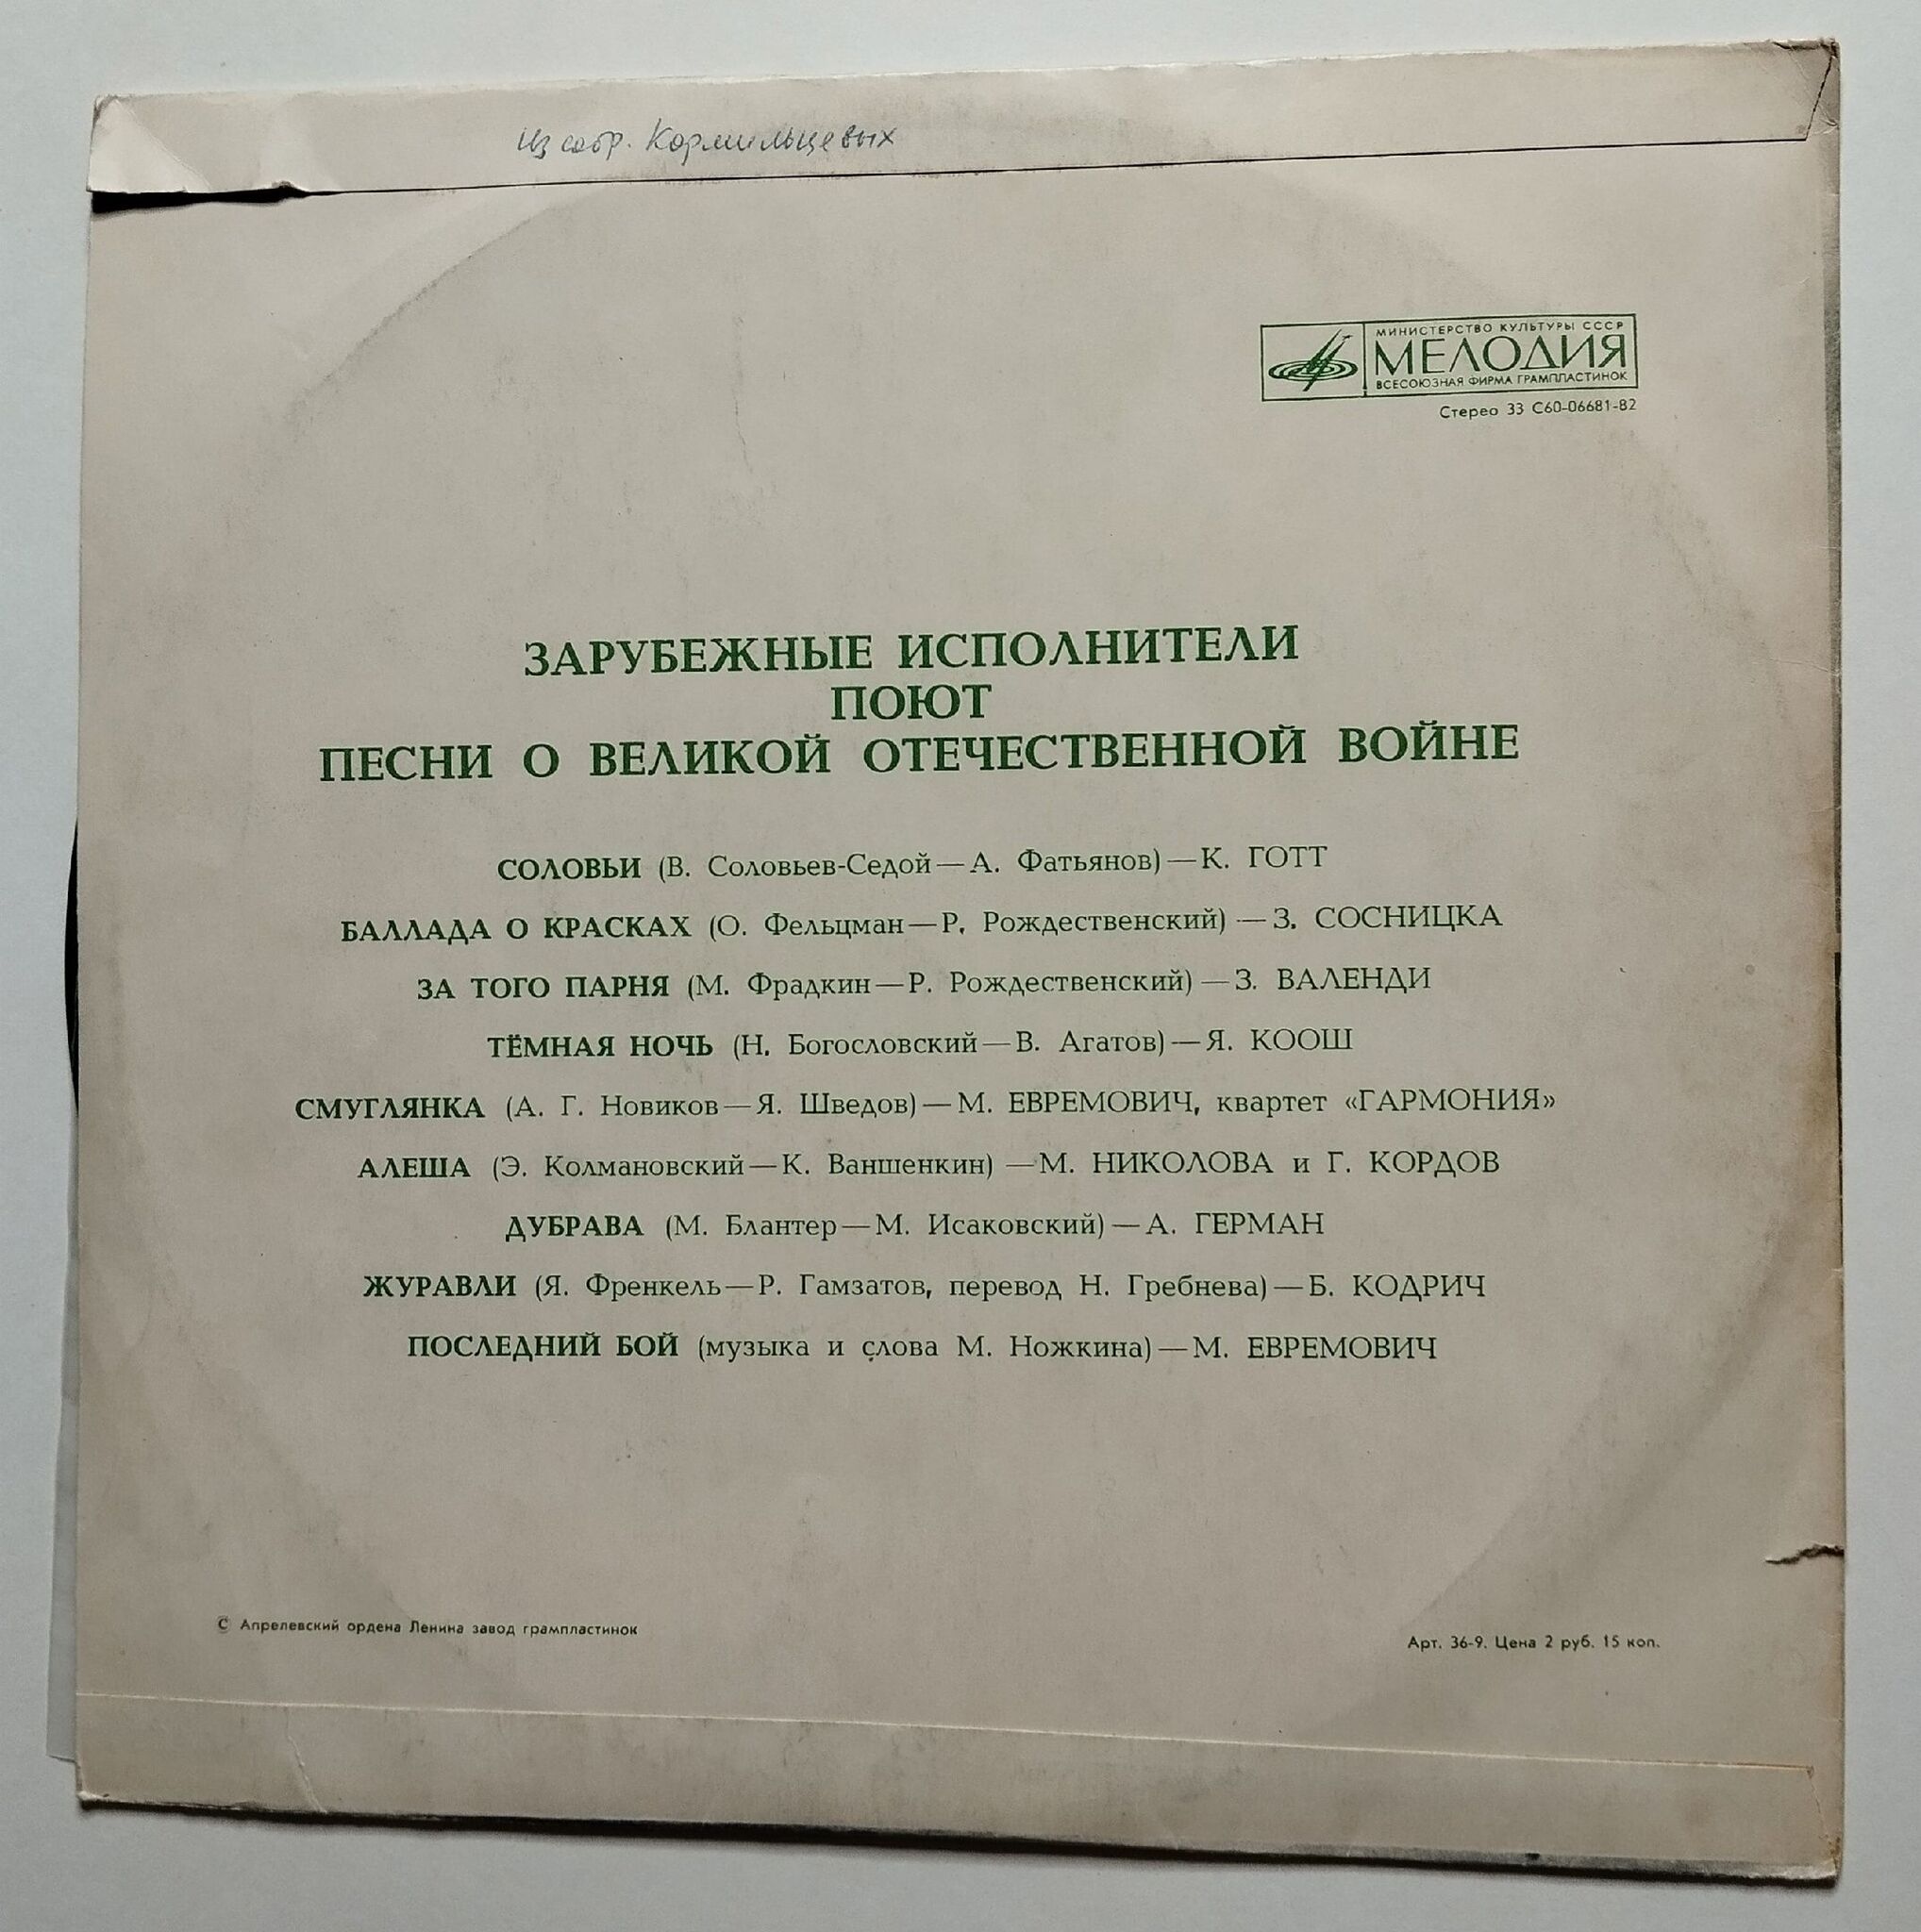 Из собр. Кормильцевых
МИНИСТЕРСТВО КУЛЬТУРЫ СССР
МЕЛОДИЯ
ВСЕСОЮЗНАЯ ФИРМА ГРАМПЛАСТИНОК
Стерео 33 С60-06681-82
ЗАРУБЕЖНЫЕ ИСПОЛНИТЕЛИ
ПОЮТ
ПЕСНИ О ВЕЛИКОЙ ОТЕЧЕСТВЕННОЙ ВОЙНЕ
СОЛОВЬИ (В. Соловьев-Седой — А. Фатьянов) — К. ГОТТ
БАЛЛАДА О КРАСКАХ (О. Фельцман — Р. Рождественский) — З. СОСНИЦКА
ЗА ТОГО ПАРНЯ (М. Фрадкин — Р. Рождественский) — З. ВАЛЕНДИ
ТЁМНАЯ НОЧЬ (Н. Богословский — В. Агатов) — Я. КООШ
СМУГЛЯНКА (А. Г. Новиков — Я. Шведов) — М. ЕВРЕМОВИЧ, квартет «ГАРМОНИЯ»
АЛЕША (Э. Колмановский — К. Ваншенкин) — М. НИКОЛОВА и Г. КОРДОВ
ДУБРАВА (М. Блантер — М. Исаковский) — А. ГЕРМАН
ЖУРАВЛИ (Я. Френкель — Р. Гамзатов, перевод Н. Гребнева) — Б. КОДРИЧ
ПОСЛЕДНИЙ БОЙ (музыка и слова М. Ножкина) — М. ЕВРЕМОВИЧ
© Апрелевский ордена Ленина завод грампластинок
Арт. 36-9. Цена 2 руб. 15 коп.